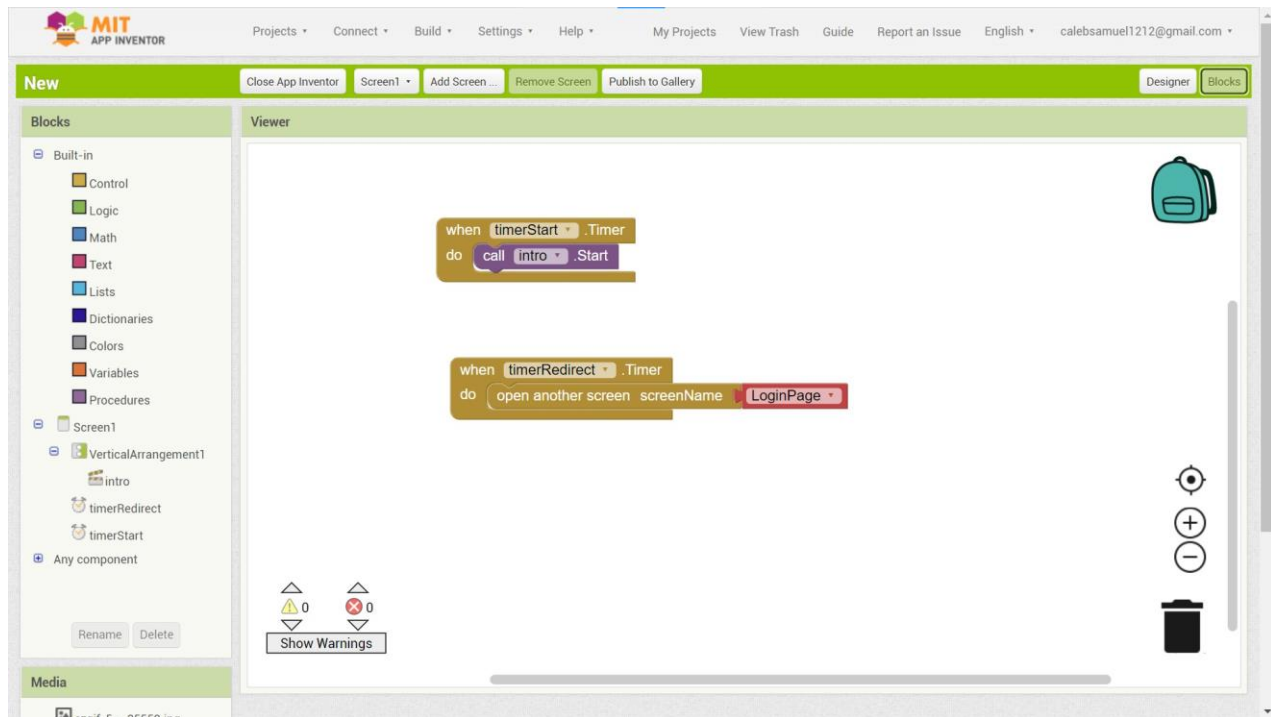 MIT
APP INVENTOR
Projects
Connect
Build
Settings
Help
My Projects
View Trash
Guide
Report an Issue
English
calebsamuel1212@gmail.com
New
Close App Inventor
Screen1
Add Screen ...
Remove Screen
Publish to Gallery
Designer
Blocks
Blocks
Viewer
Built-in
Control
Logic
Math
Text
Lists
Dictionaries
Colors
Variables
Procedures
Screen1
VerticalArrangement1
intro
timerRedirect
timerStart
Any component
Rename
Delete
Media
when timerStart .Timer
do call intro .Start
when timerRedirect .Timer
do open another screen screenName LoginPage
0
0
Show Warnings